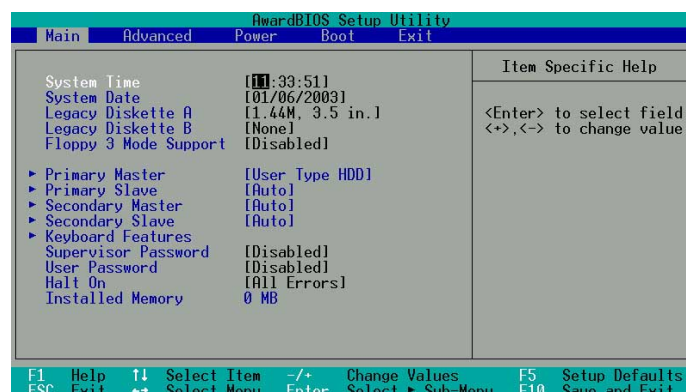 AwardBIOS Setup Utility
Main Advanced Power Boot Exit
Item Specific Help
System Time [11:33:51]
System Date [01/06/2003]
Legacy Diskette A [1.44M, 3.5 in.]
Legacy Diskette B [None]
Floppy 3 Mode Support [Disabled]
<Enter> to select field
<+>,<-> to change value
► Primary Master [User Type HDD]
► Primary Slave [Auto]
► Secondary Master [Auto]
► Secondary Slave [Auto]
► Keyboard Features
Supervisor Password [Disabled]
User Password [Disabled]
Halt On [All Errors]
Installed Memory 0 MB
F1 Help ↑↓ Select Item -/+ Change Values F5 Setup Defaults
ESC Exit ←→ Select Menu Enter Select ► Sub-Menu F10 Save and Exit